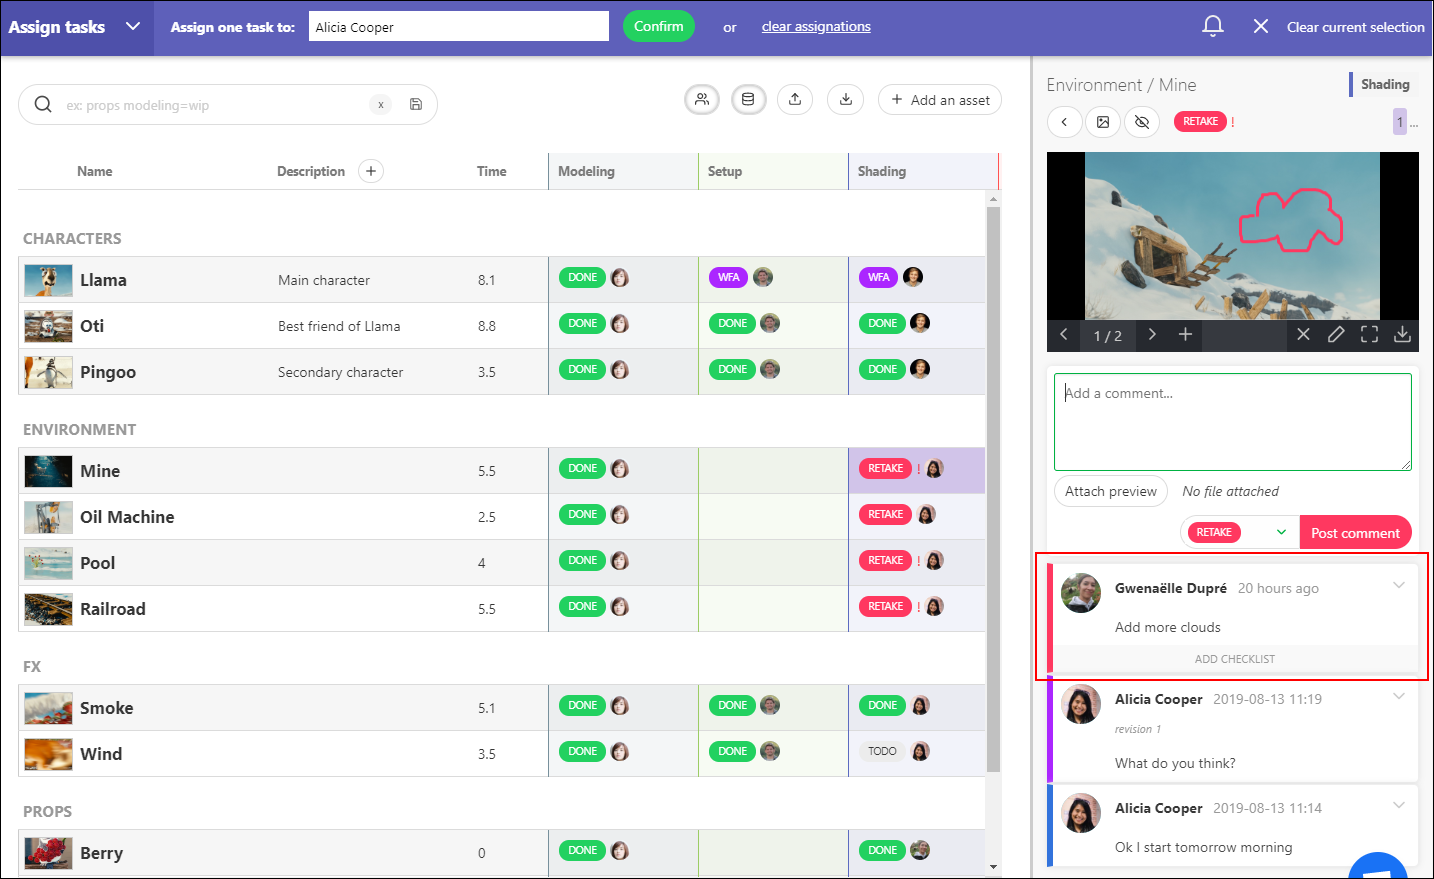 Assign tasks
Assign one task to:
Alicia Cooper
Confirm
or
clear assignations
Clear current selection
ex: props modeling=wip
x
Add an asset
Name
Description
Time
Modeling
Setup
Shading
CHARACTERS
Llama Main character 8.1 DONE WFA WFA
Oti Best friend of Llama 8.8 DONE DONE DONE
Pingoo Secondary character 3.5 DONE DONE DONE
ENVIRONMENT
Mine 5.5 DONE RETAKE !
Oil Machine 2.5 DONE RETAKE
Pool 4 DONE RETAKE !
Railroad 5.5 DONE RETAKE !
FX
Smoke 5.1 DONE DONE DONE
Wind 3.5 DONE DONE TODO
PROPS
Berry 0 DONE DONE
Environment / Mine
Shading
RETAKE !
1 ...
1 / 2
Add a comment...
Attach preview
No file attached
RETAKE
Post comment
Gwenaëlle Dupré 20 hours ago
Add more clouds
ADD CHECKLIST
Alicia Cooper 2019-08-13 11:19
revision 1
What do you think?
Alicia Cooper 2019-08-13 11:14
Ok I start tomorrow morning